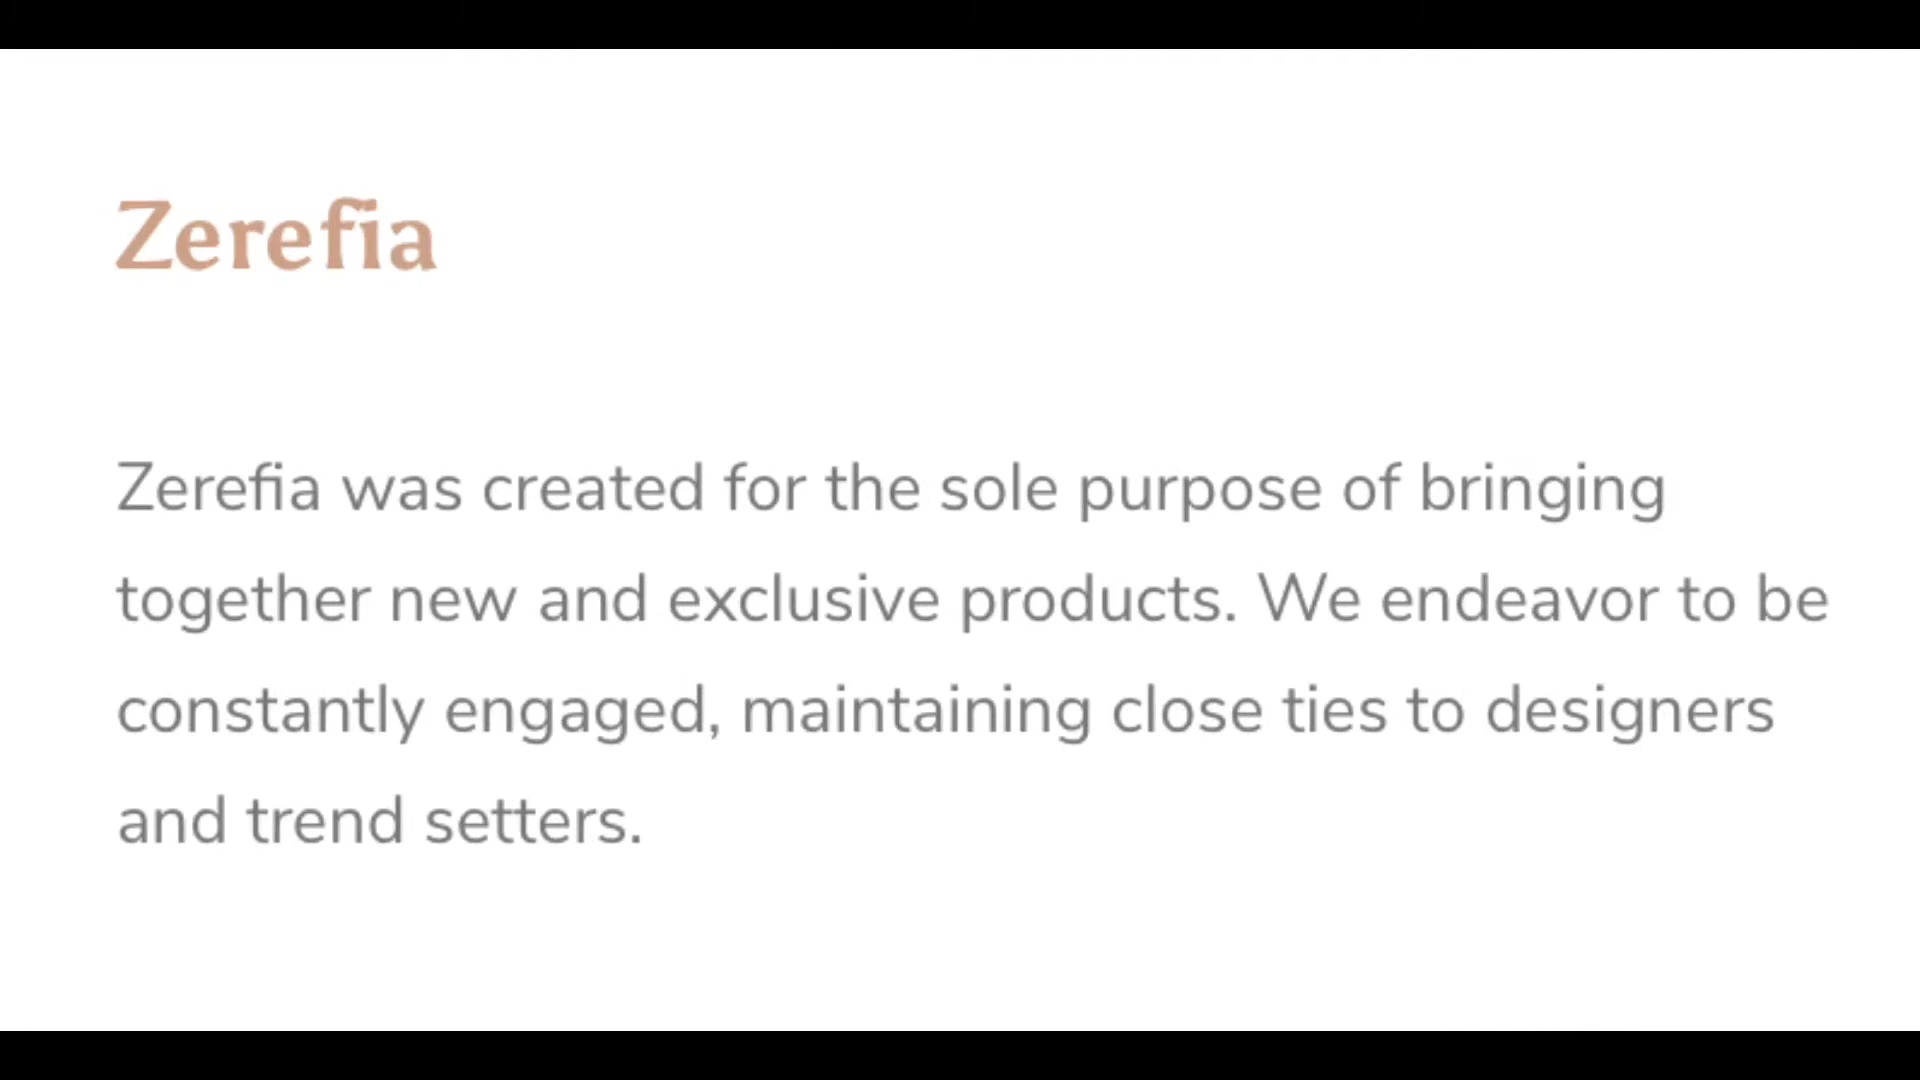 Zerefia
Zerefia was created for the sole purpose of bringing
together new and exclusive products. We endeavor to be
constantly engaged, maintaining close ties to designers
and trend setters.